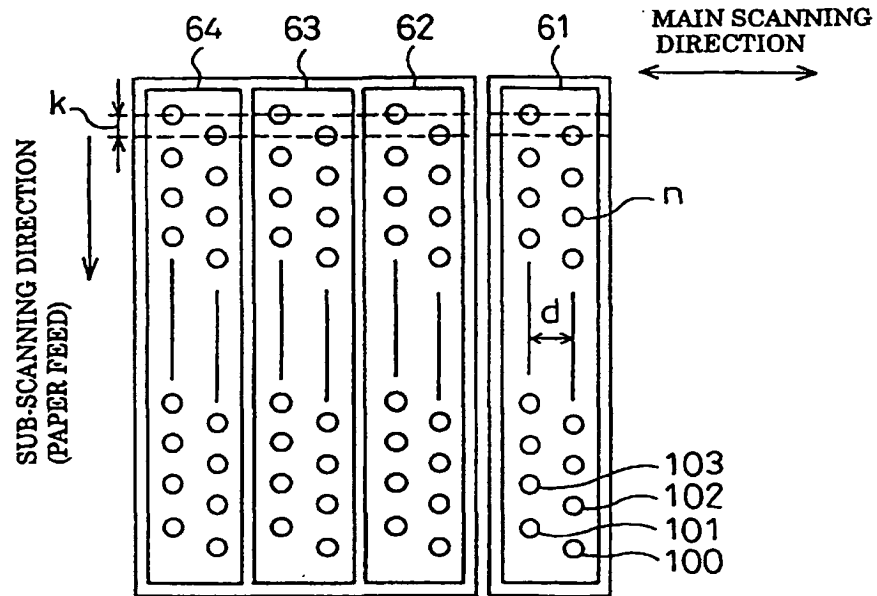 64 63 62 61
MAIN SCANNING
DIRECTION
k
SUB-SCANNING DIRECTION
(PAPER FEED)
n
d
103
102
101
100